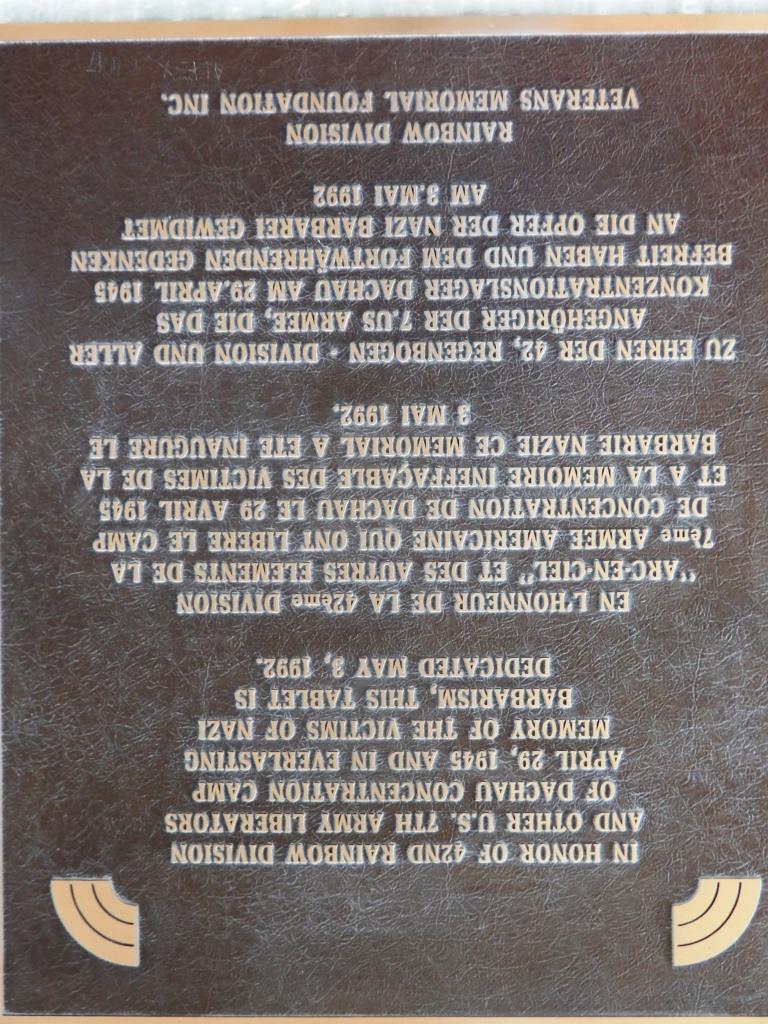 IN HONOR OF 42ND RAINBOW DIVISION
AND OTHER U.S. 7TH ARMY LIBERATORS
OF DACHAU CONCENTRATION CAMP
APRIL 29, 1945 AND IN EVERLASTING
MEMORY OF THE VICTIMS OF NAZI
BARBARISM, THIS TABLET IS
DEDICATED MAY 3, 1992.
EN L'HONNEUR DE LA 42ème DIVISION
"ARC-EN-CIEL" ET DES AUTRES ELEMENTS DE LA
7ème ARMEE AMERICAINE QUI ONT LIBERE LE CAMP
DE CONCENTRATION DE DACHAU LE 29 AVRIL 1945
ET A LA MEMOIRE INEFFAÇABLE DES VICTIMES DE LA
BARBARIE NAZIE CE MEMORIAL A ETE INAUGURE LE
3 MAI 1992.
ZU EHREN DER 42, REGENBOGEN - DIVISION UND ALLER
ANGEHÖRIGER DER 7.US ARMEE, DIE DAS
KONZENTRATIONSLAGER DACHAU AM 29.APRIL 1945
BEFREIT HABEN UND DEM FORTWÄHRENDEN GEDENKEN
AN DIE OPFER DER NAZI BARBAREI GEWIDMET
AM 3.MAI 1992
RAINBOW DIVISION
VETERANS MEMORIAL FOUNDATION INC.